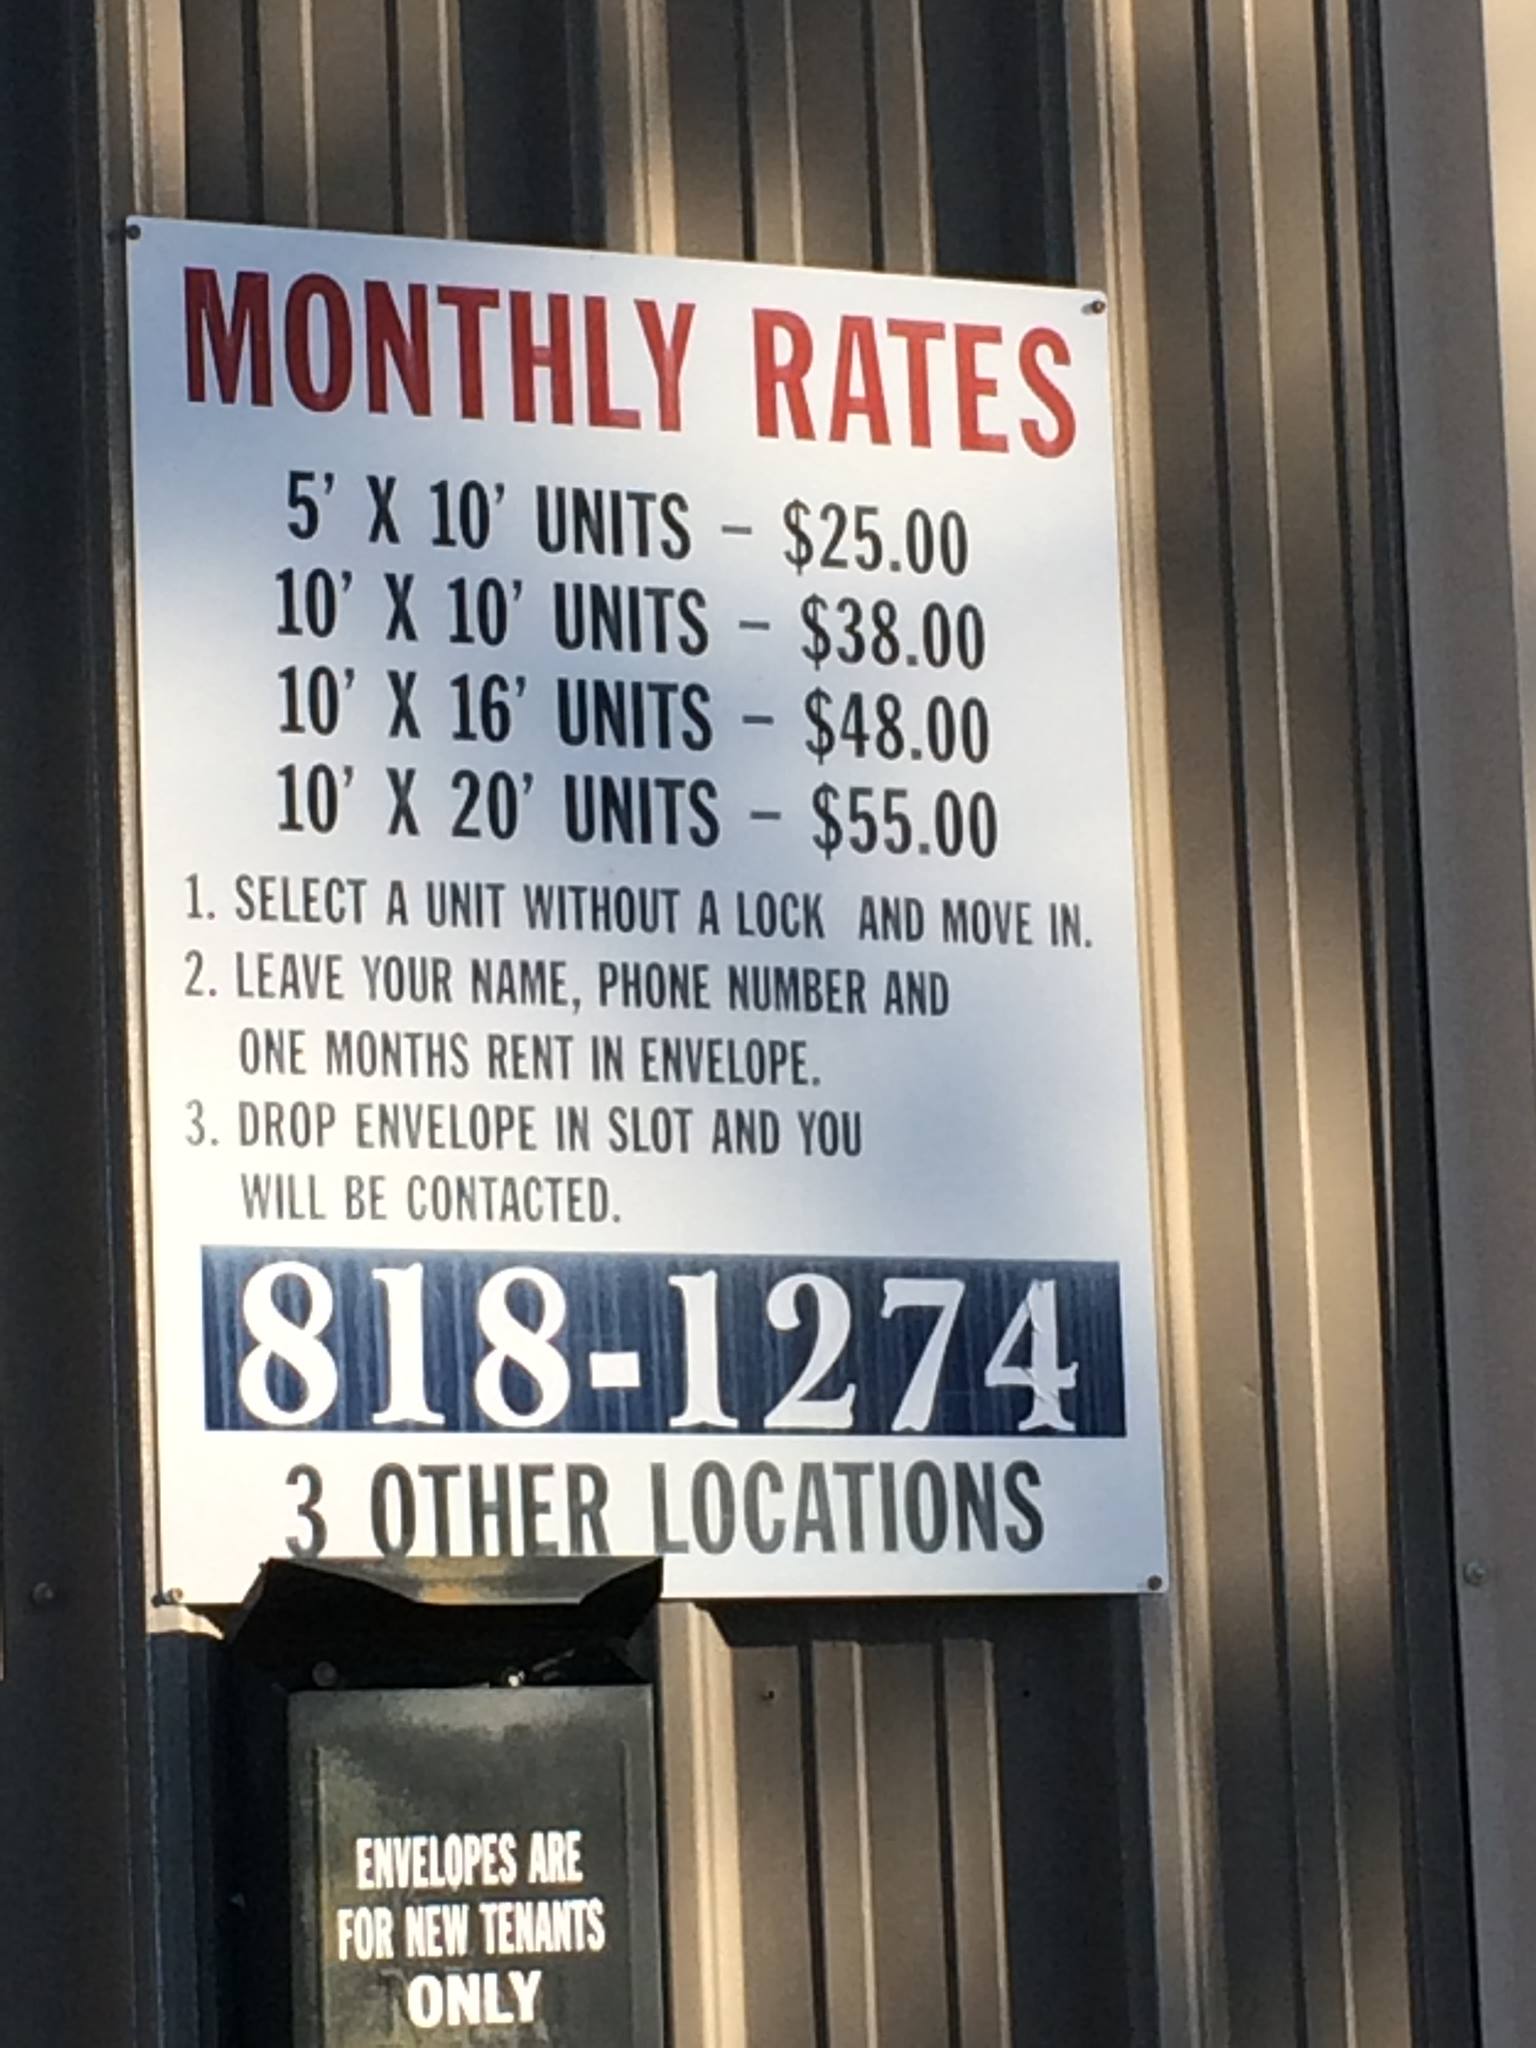 MONTHLY RATES
5' X 10' UNITS - $25.00
10' X 10' UNITS - $38.00
10' X 16' UNITS - $48.00
10' X 20' UNITS - $55.00
1. SELECT A UNIT WITHOUT A LOCK AND MOVE IN.
2. LEAVE YOUR NAME, PHONE NUMBER AND
ONE MONTHS RENT IN ENVELOPE.
3. DROP ENVELOPE IN SLOT AND YOU
WILL BE CONTACTED.
818-1274
3 OTHER LOCATIONS
ENVELOPES ARE
FOR NEW TENANTS
ONLY